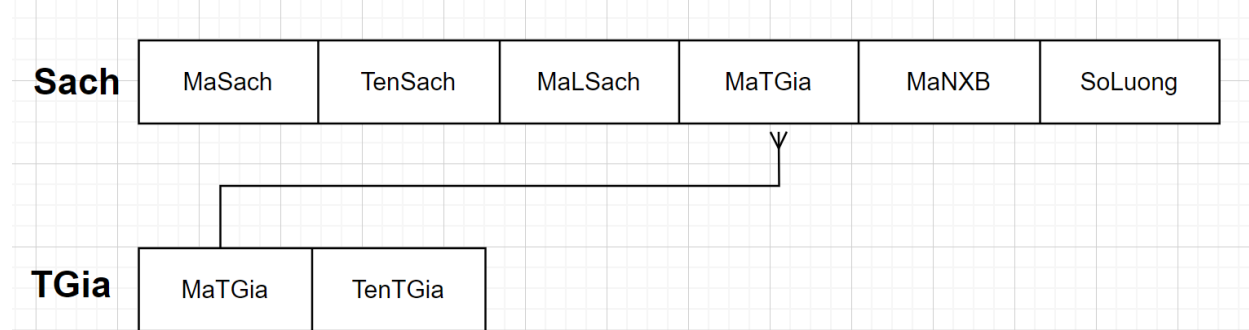 Sach MaSach TenSach MaLSach MaTGia MaNXB SoLuong
TGia MaTGia TenTGia